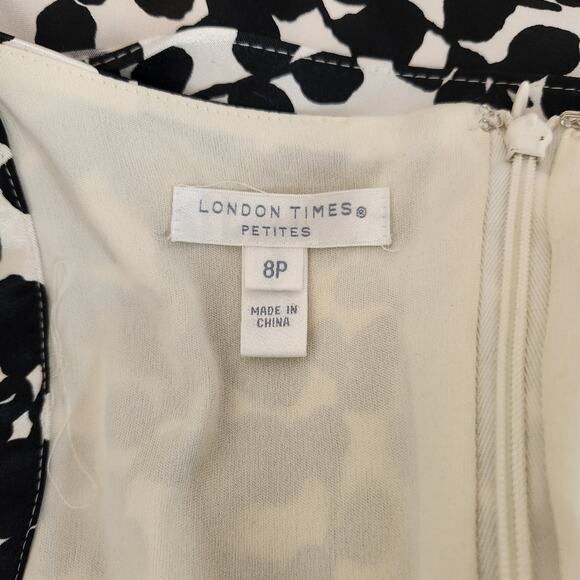 LONDON TIMES®
PETITES
8P
MADE IN
CHINA